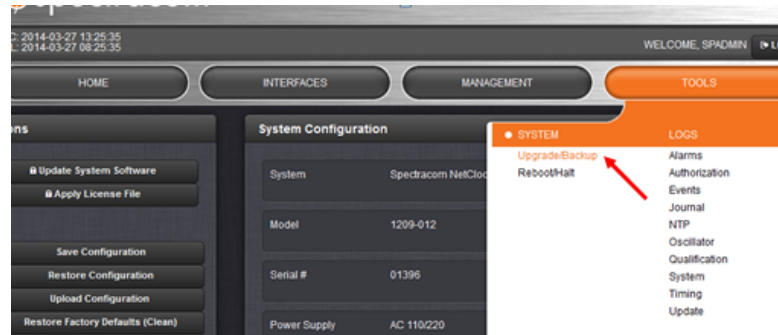 C: 2014-03-27 13:25:35
L: 2014-03-27 08:25:35
WELCOME, SPADMIN
HOME
INTERFACES
MANAGEMENT
TOOLS
System Configuration
SYSTEM
LOGS
Upgrade/Backup
Reboot/Halt
Alarms
Authorization
Events
Journal
NTP
Oscillator
Qualification
System
Timing
Update
Update System Software
Apply License File
Save Configuration
Restore Configuration
Upload Configuration
Restore Factory Defaults (Clean)
System
Spectracom NetCloc
Model
1209-012
Serial #
01396
Power Supply
AC 110/220